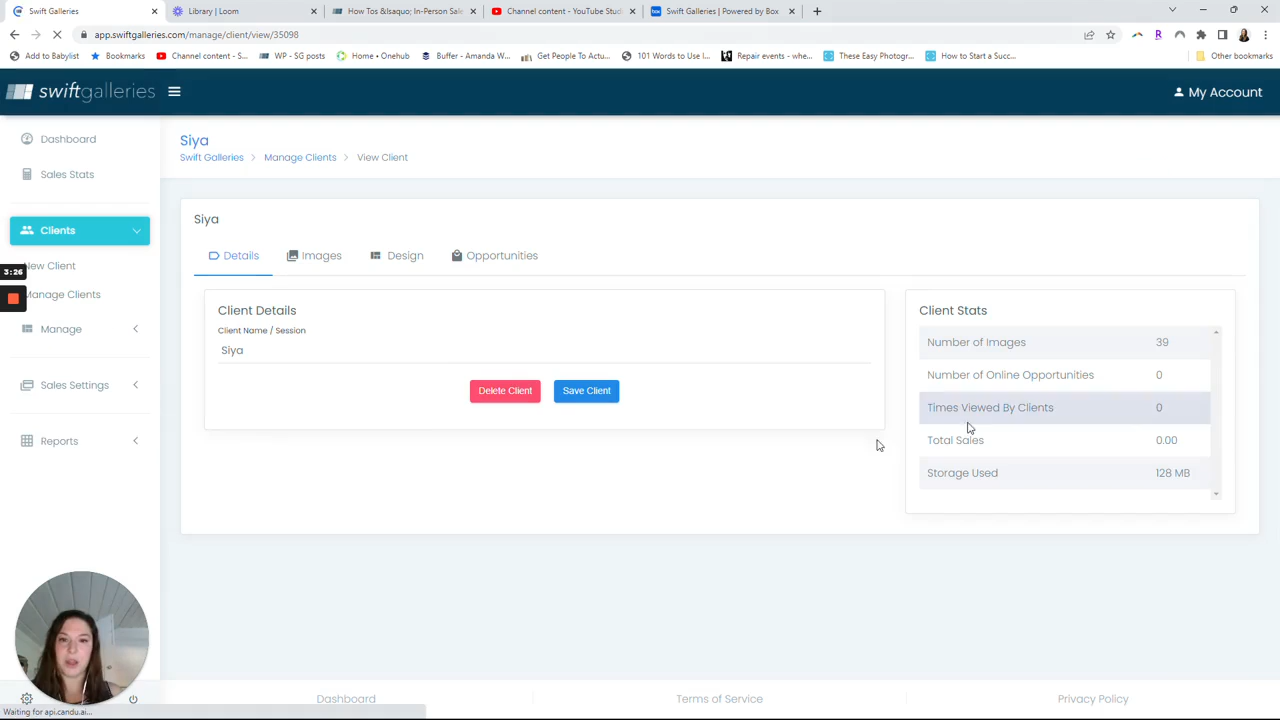 Swift Galleries
Library | Loom
How Tos &lsaquo; In-Person Sale
Channel content - YouTube Stud
Swift Galleries | Powered by Box
app.swiftgalleries.com/manage/client/view/35098
Add to Babylist
Bookmarks
Channel content - S...
WP - SG posts
Home • Onehub
Buffer - Amanda W...
Get People To Actu...
101 Words to Use I...
Repair events - whe...
These Easy Photogr...
How to Start a Succ...
Other bookmarks
swiftgalleries
My Account
Dashboard
Sales Stats
Clients
New Client
Manage Clients
Manage
Sales Settings
Reports
3:26
Siya
Swift Galleries > Manage Clients > View Client
Siya
Details
Images
Design
Opportunities
Client Details
Client Name / Session
Siya
Delete Client
Save Client
Client Stats
Number of Images 39
Number of Online Opportunities 0
Times Viewed By Clients 0
Total Sales 0.00
Storage Used 128 MB
Dashboard
Terms of Service
Privacy Policy
Waiting for api.candu.ai...